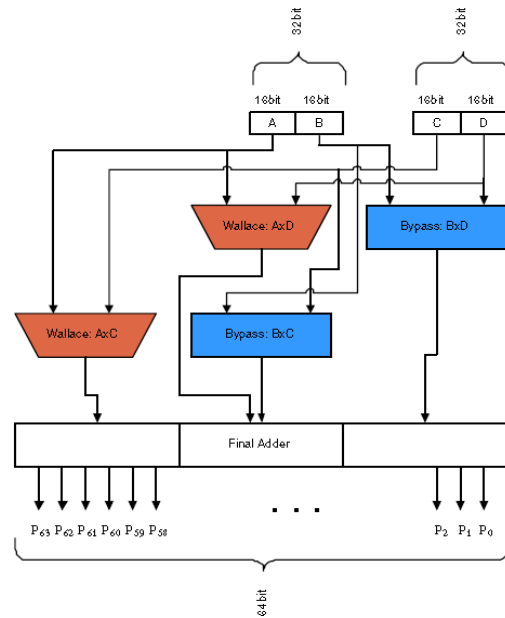 32bit 32bit
16bit 16bit 16bit 16bit
A B C D
Wallace: AxD Bypass: BxD
Wallace: AxC Bypass: BxC
Final Adder
. . .
P63 P62 P61 P60 P59 P58 P2 P1 P0
64bit